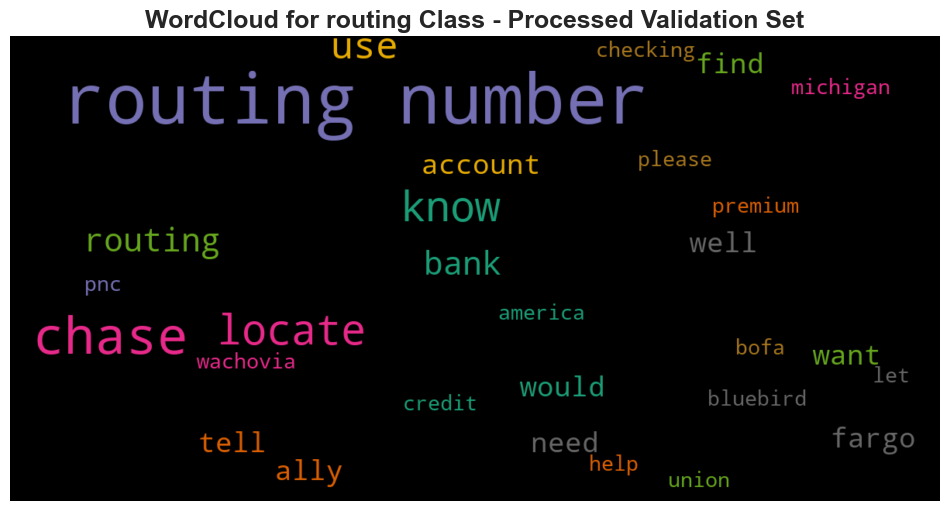 WordCloud for routing Class - Processed Validation Set
use
checking
find
michigan
routing number
account
please
know
premium
routing
well
bank
pnc
america
chase
locate
wachovia
bofa
want
let
would
credit
bluebird
tell
need
fargo
ally
help
union